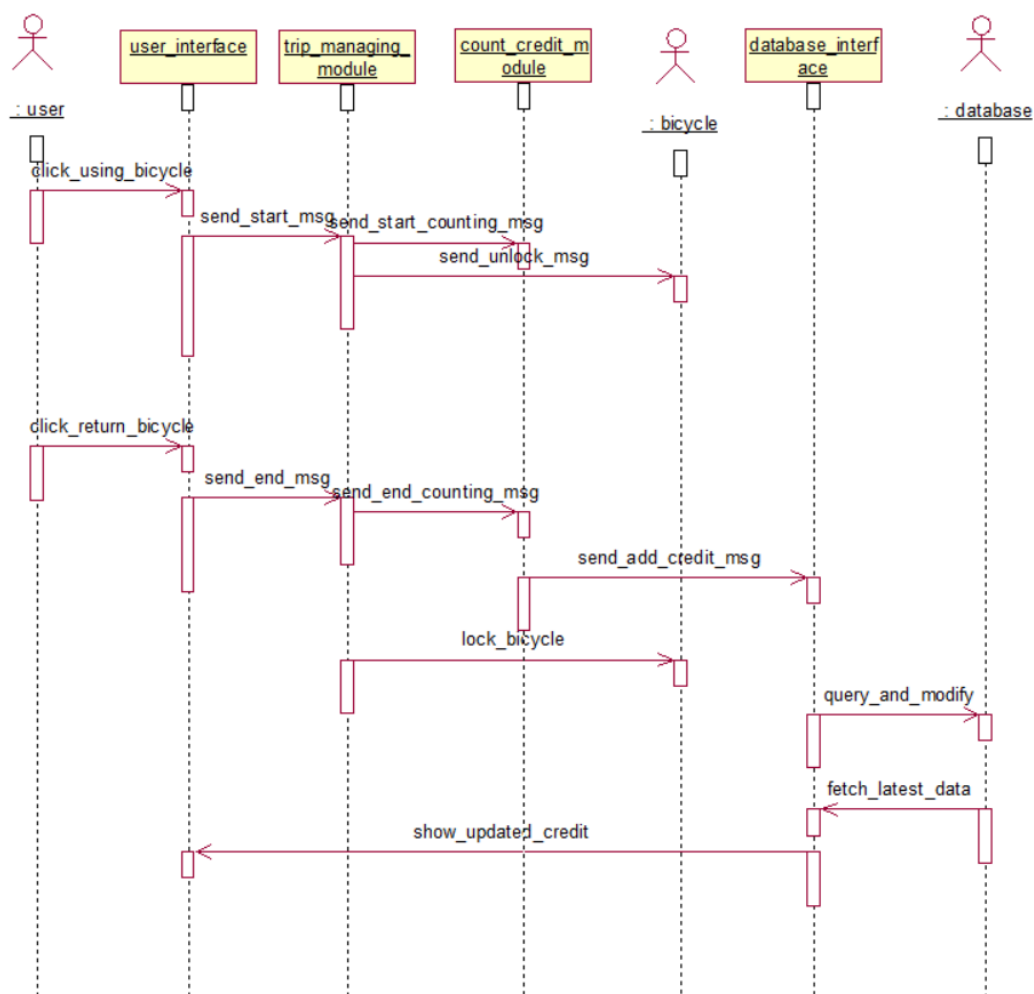 user_interface
trip_managing_
module
count_credit_m
odule
database_interf
ace
: user
: bicycle
: database
click_using_bicycle
send_start_msg
send_start_counting_msg
send_unlock_msg
click_return_bicycle
send_end_msg
send_end_counting_msg
send_add_credit_msg
lock_bicycle
query_and_modify
fetch_latest_data
show_updated_credit